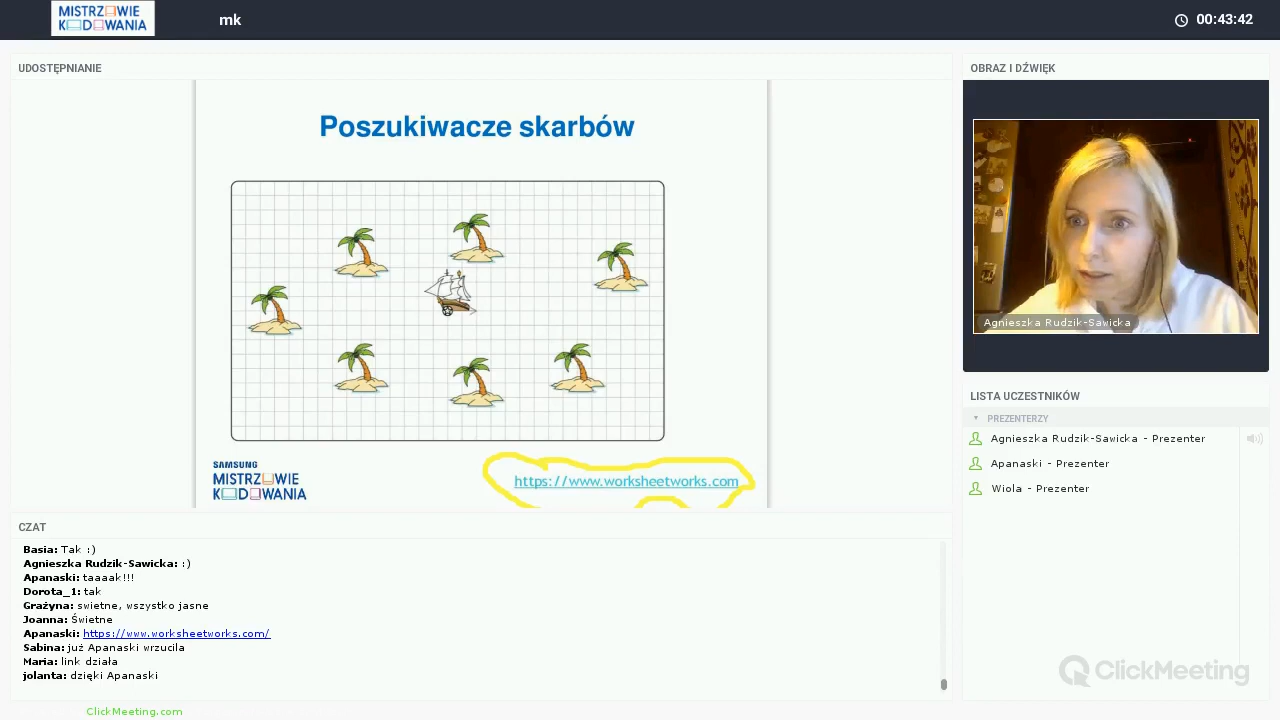 MISTRZOWIE
KODOWANIA
mk
00:43:42
UDOSTĘPNIANIE
OBRAZ I DŹWIĘK
Poszukiwacze skarbów
Agnieszka Rudzik-Sawicka
SAMSUNG
MISTRZOWIE
KODOWANIA
https://www.worksheetworks.com
LISTA UCZESTNIKÓW
PREZENTERZY
Agnieszka Rudzik-Sawicka - Prezenter
Apanaski - Prezenter
Wiola - Prezenter
CZAT
Basia: Tak :)
Agnieszka Rudzik-Sawicka: :)
Apanaski: taaaak!!!
Dorota_1: tak
Grażyna: swietne, wszystko jasne
Joanna: Świetne
Apanaski: https://www.worksheetworks.com/
Sabina: już Apanaski wrzucila
Maria: link działa
jolanta: dzięki Apanaski
ClickMeeting
ClickMeeting.com